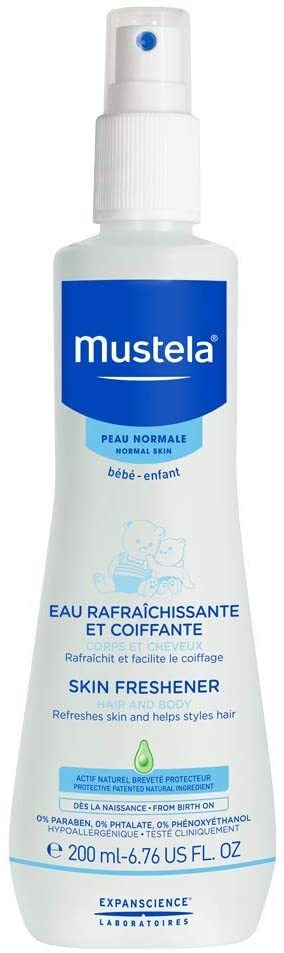 mustela®
PEAU NORMALE
NORMAL SKIN
bébé-enfant
EAU RAFRAÎCHISSANTE
ET COIFFANTE
CORPS ET CHEVEUX
Rafraîchit et facilite le coiffage
SKIN FRESHENER
HAIR AND BODY
Refreshes skin and helps styles hair
ACTIF NATUREL BREVETÉ PROTECTEUR
PROTECTIVE PATENTED NATURAL INGREDIENT
DÈS LA NAISSANCE • FROM BIRTH ON
0% PARABEN, 0% PHTALATE, 0% PHÉNOXYÉTHANOL
HYPOALLERGÉNIQUE • TESTÉ CLINIQUEMENT
℮ 200 ml-6.76 US FL. OZ
EXPANSCIENCE®
LABORATOIRES